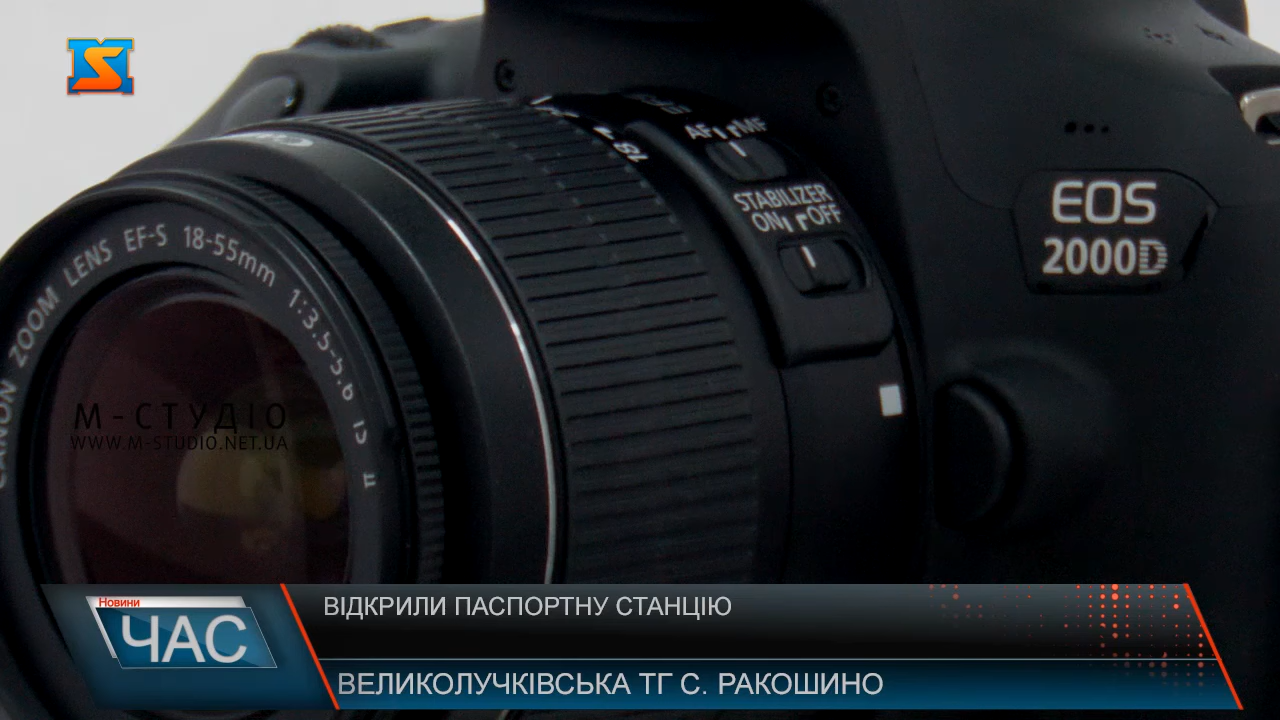 AF MF
STABILIZER
ON OFF
EOS
2000D
CANON ZOOM LENS EF-S 18-55mm 1:3.5-5.6 IS II
М-СТУДІО
WWW.M-STUDIO.NET.UA
Новини
ЧАС
ВІДКРИЛИ ПАСПОРТНУ СТАНЦІЮ
ВЕЛИКОЛУЧКІВСЬКА ТГ С. РАКОШИНО